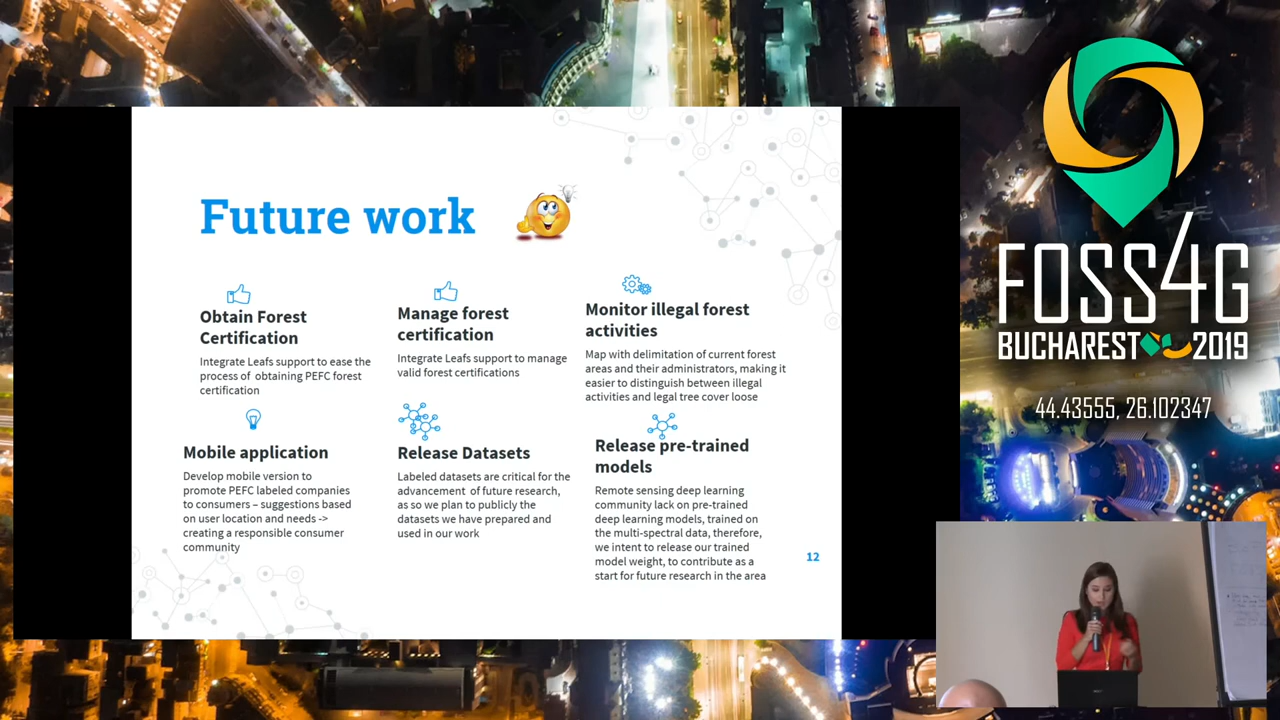 Future work
Obtain Forest
Certification
Integrate Leafs support to ease the
process of obtaining PEFC forest
certification
Manage forest
certification
Integrate Leafs support to manage
valid forest certifications
Monitor illegal forest
activities
Map with delimitation of current forest
areas and their administrators, making it
easier to distinguish between illegal
activities and legal tree cover loose
Mobile application
Develop mobile version to
promote PEFC labeled companies
to consumers – suggestions based
on user location and needs ->
creating a responsible consumer
community
Release Datasets
Labeled datasets are critical for the
advancement of future research,
as so we plan to publicly the
datasets we have prepared and
used in our work
Release pre-trained
models
Remote sensing deep learning
community lack on pre-trained
deep learning models, trained on
the multi-spectral data, therefore,
we intent to release our trained
model weight, to contribute as a
start for future research in the area
12
FOSS4G
BUCHAREST 2019
44.43555, 26.102347